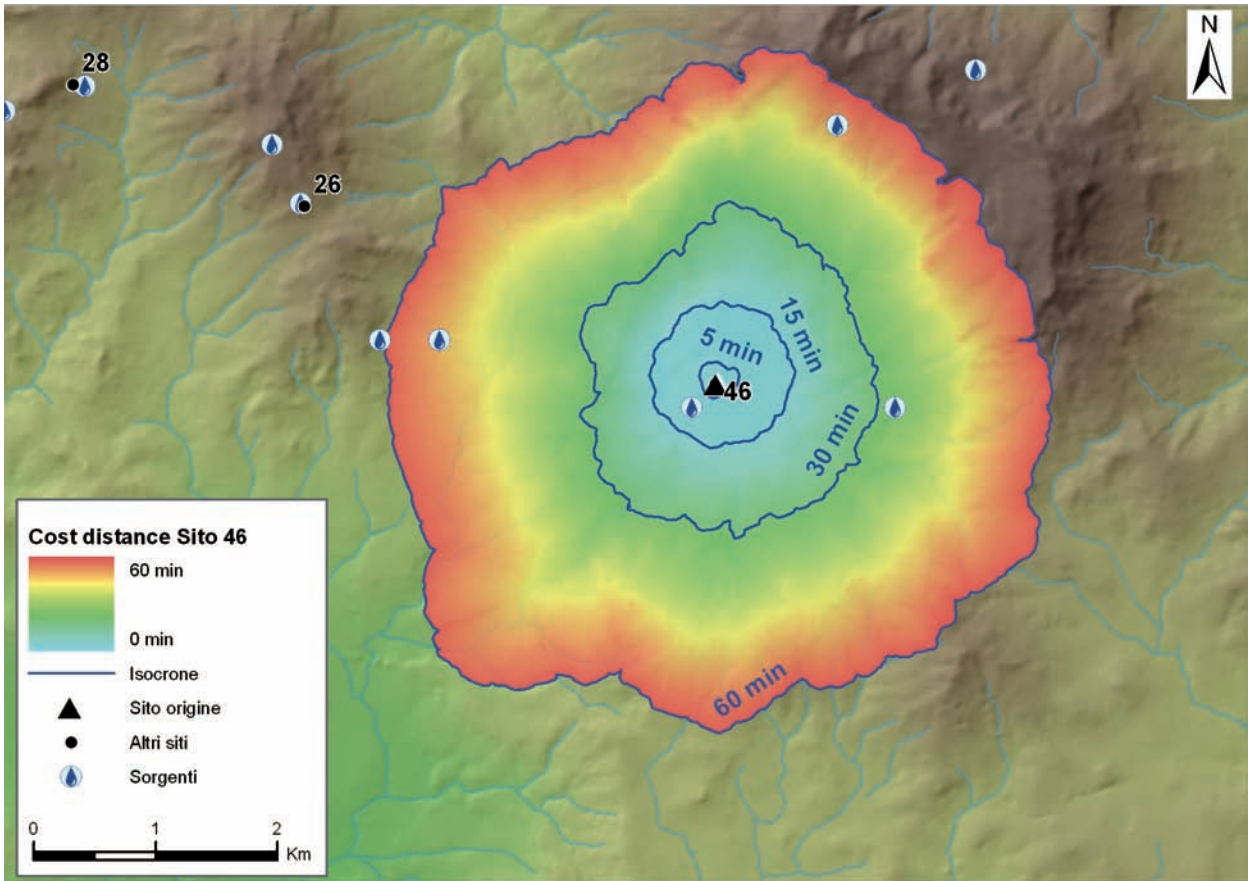 28
N
26
15 min
5 min
46
30 min
60 min
Cost distance Sito 46
60 min
0 min
Isocrone
Sito origine
Altri siti
Sorgenti
0 1 2
Km